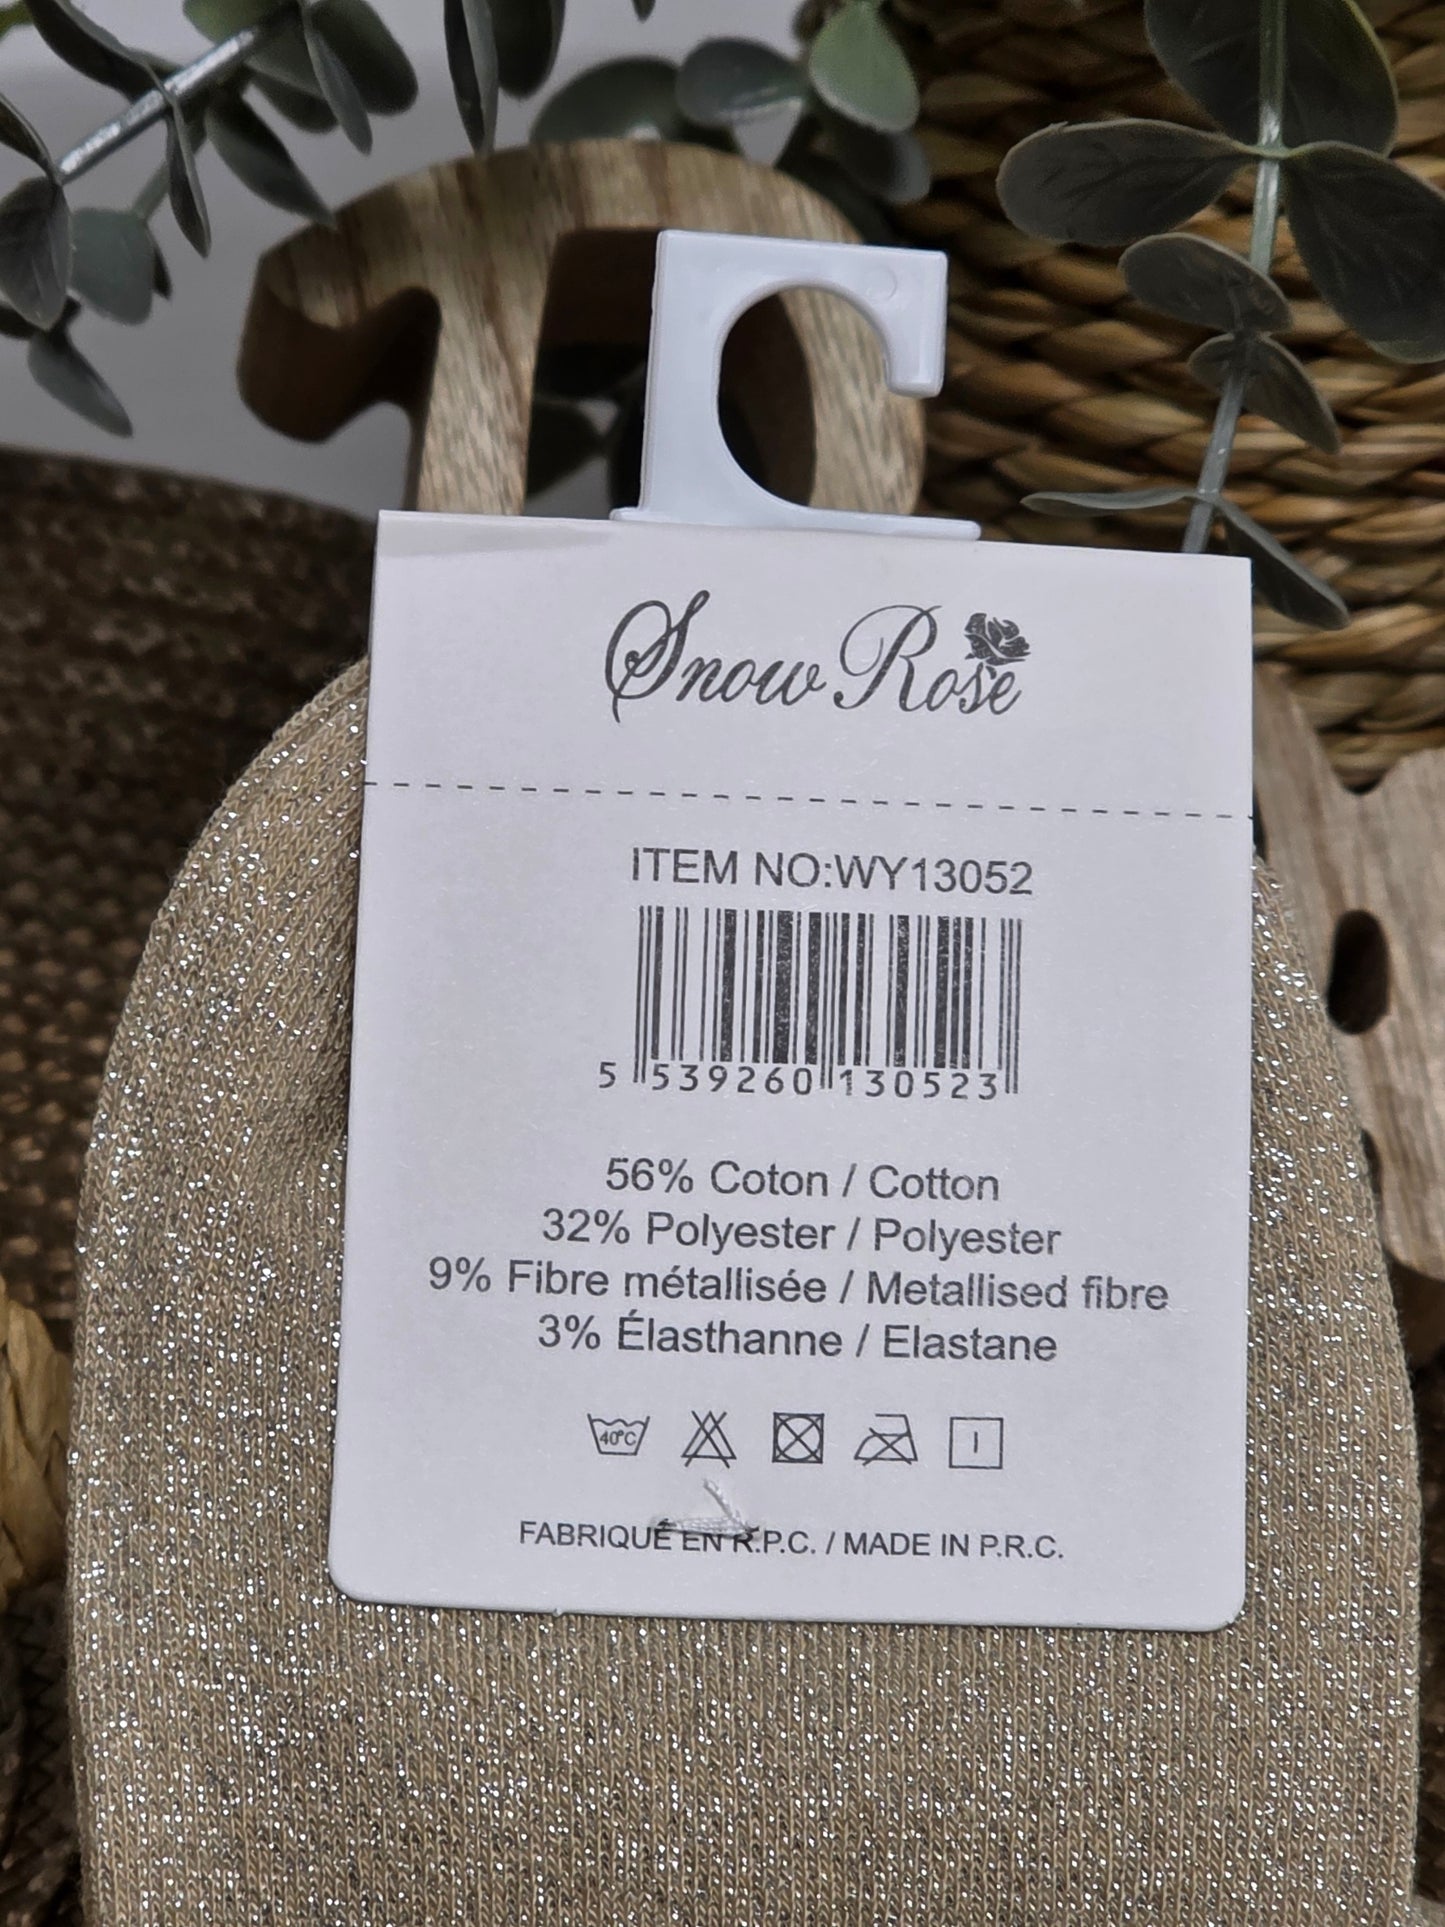 Snow Rose
ITEM NO:WY13052
5 539260 130523
56% Coton / Cotton
32% Polyester / Polyester
9% Fibre métallisée / Metallised fibre
3% Élasthanne / Elastane
40°C
FABRIQUÉ EN R.P.C. / MADE IN P.R.C.